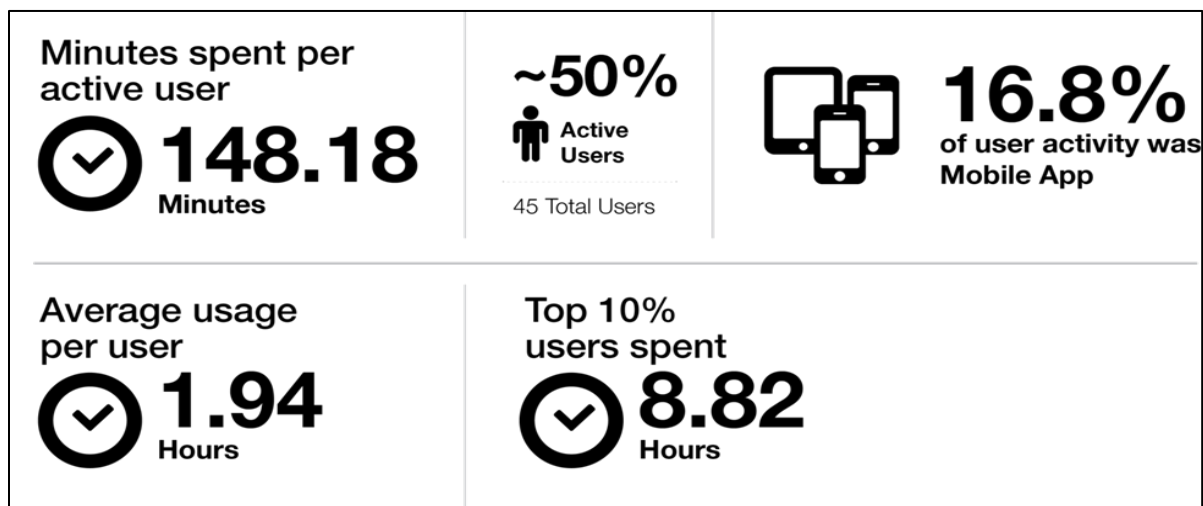 Minutes spent per
active user
148.18
Minutes
~50%
Active
Users
45 Total Users
16.8%
of user activity was
Mobile App
Average usage
per user
1.94
Hours
Top 10%
users spent
8.82
Hours